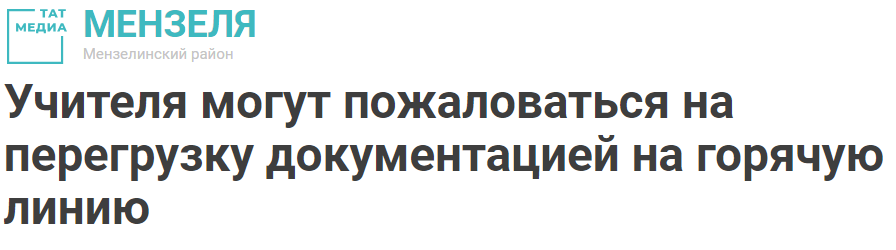 ТАТ
МЕДИА
МЕНЗЕЛЯ
Мензелинский район
Учителя могут пожаловаться на
перегрузку документацией на горячую
линию